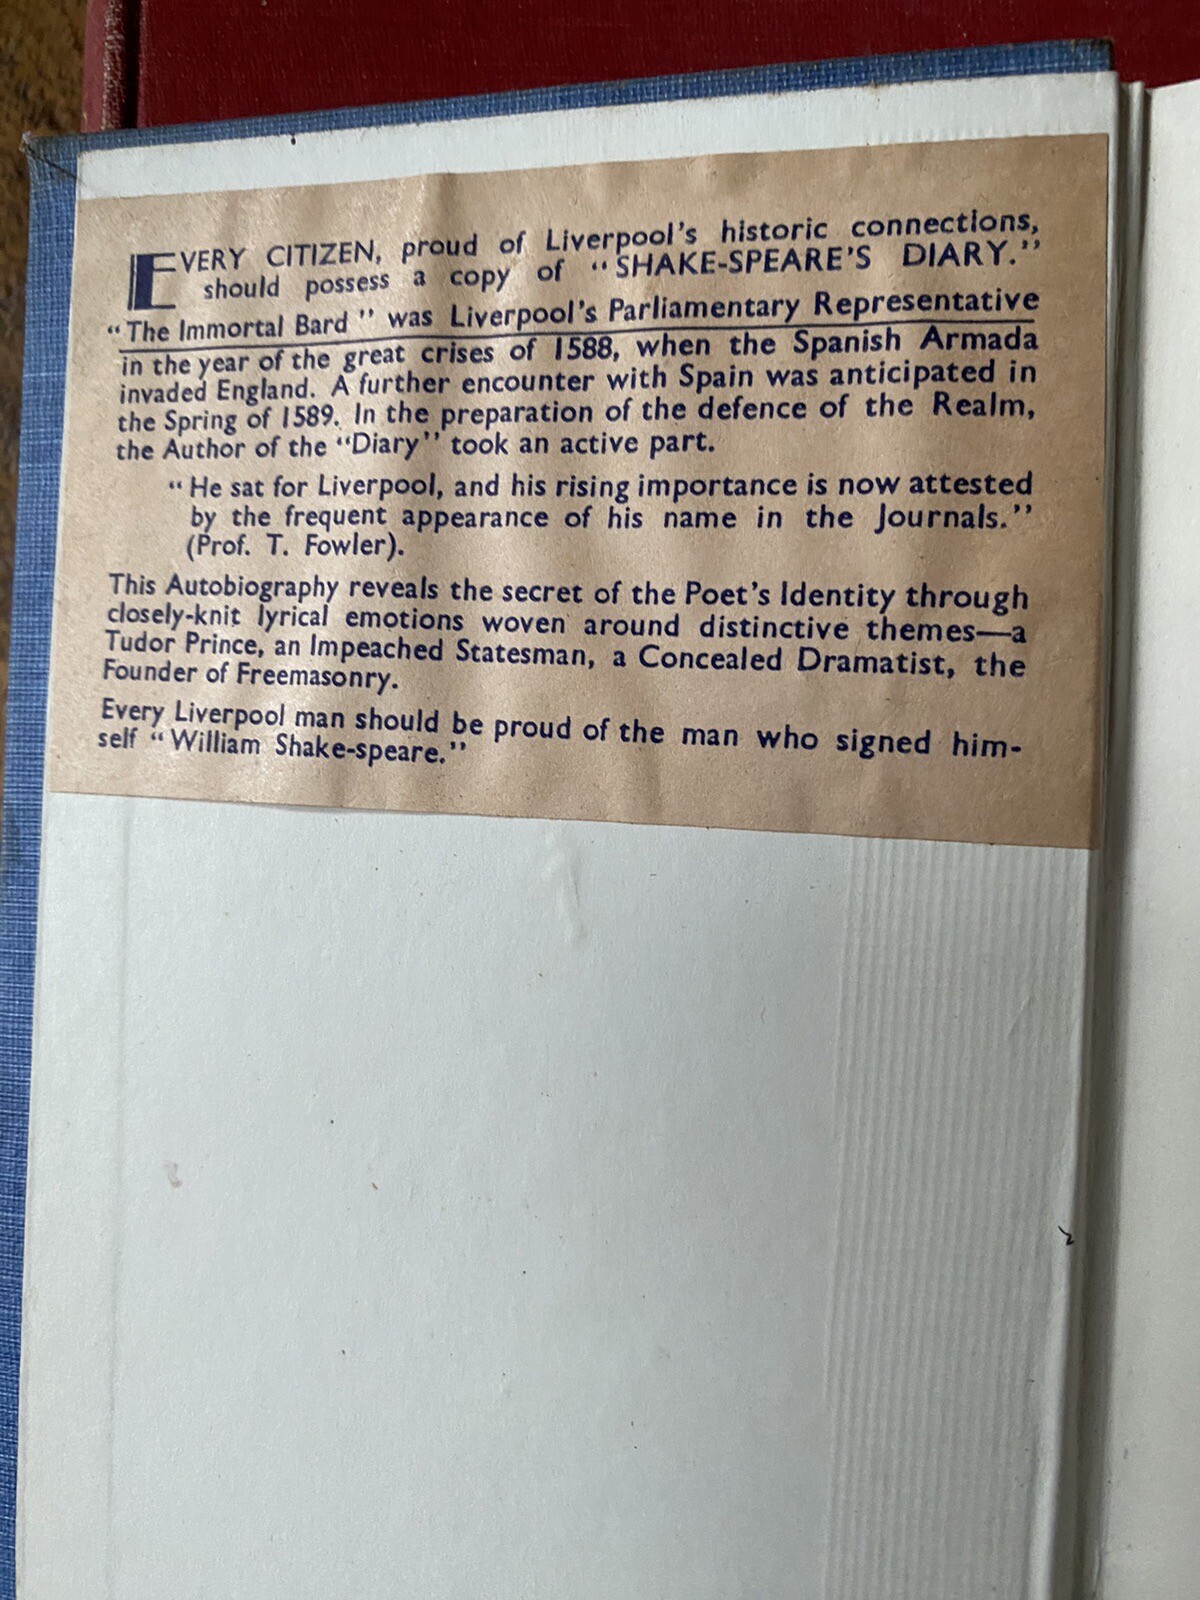 EVERY CITIZEN, proud of Liverpool's historic connections,
should possess a copy of "SHAKE-SPEARE'S DIARY."
"The Immortal Bard" was Liverpool's Parliamentary Representative
in the year of the great crises of 1588, when the Spanish Armada
invaded England. A further encounter with Spain was anticipated in
the Spring of 1589. In the preparation of the defence of the Realm,
the Author of the "Diary" took an active part.
"He sat for Liverpool, and his rising importance is now attested
by the frequent appearance of his name in the Journals."
(Prof. T. Fowler).
This Autobiography reveals the secret of the Poet's Identity through
closely-knit lyrical emotions woven around distinctive themes—a
Tudor Prince, an Impeached Statesman, a Concealed Dramatist, the
Founder of Freemasonry.
Every Liverpool man should be proud of the man who signed him-
self "William Shake-speare."